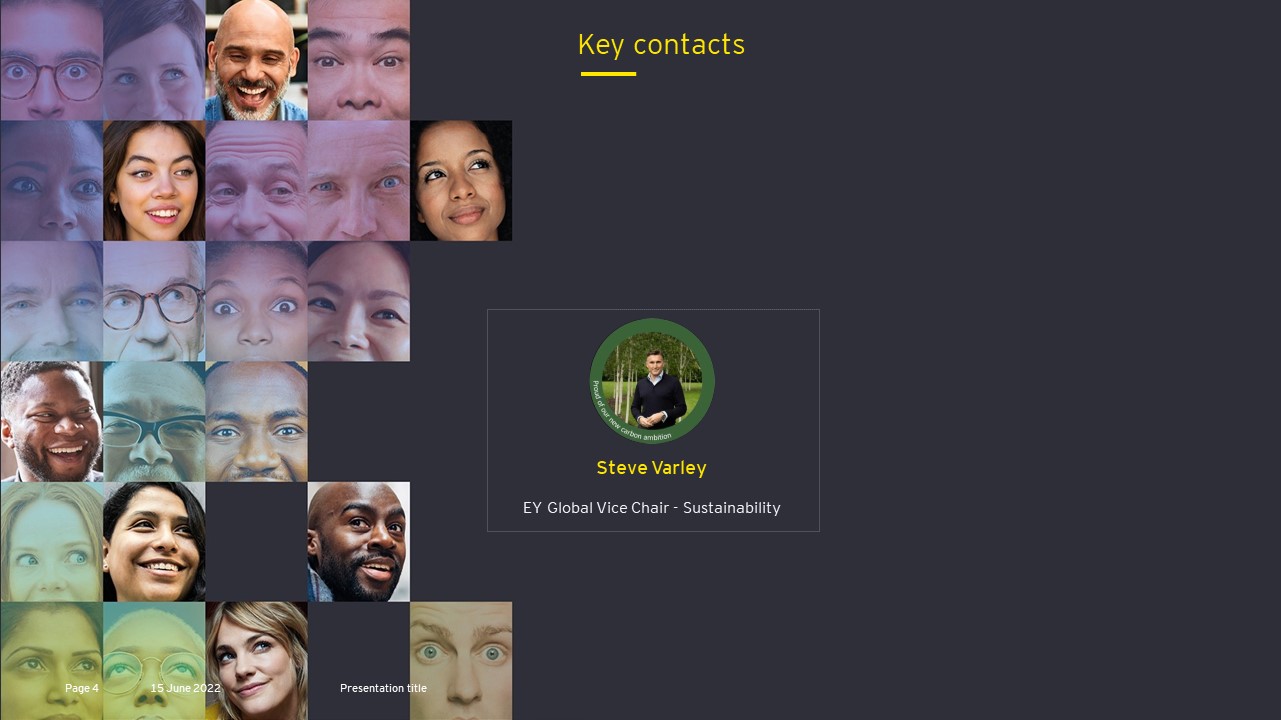 Key contacts
Proud of our new carbon ambition
Steve Varley
EY Global Vice Chair - Sustainability
Page 4
15 June 2022
Presentation title